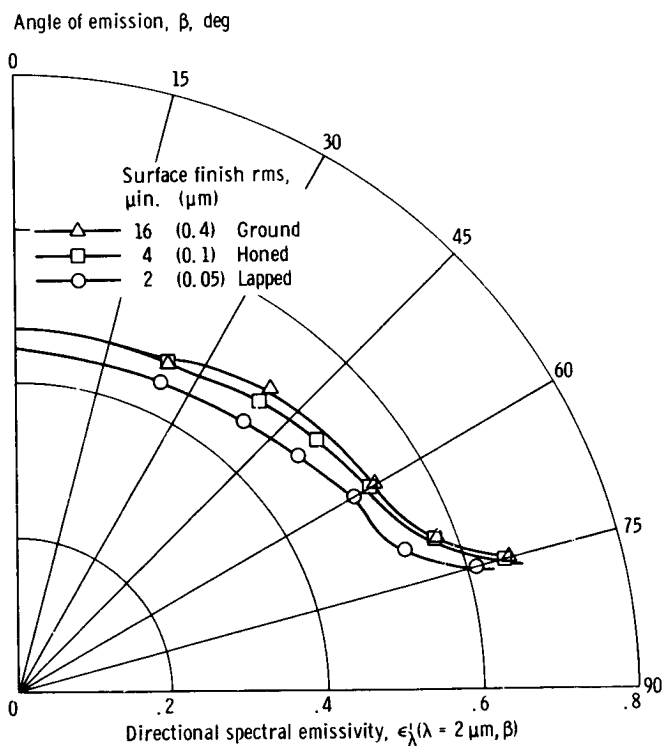 Angle of emission, β, deg
0
15
30
Surface finish rms,
μin. (μm)
16 (0.4) Ground
4 (0.1) Honed
2 (0.05) Lapped
45
60
75
90
0 .2 .4 .6 .8
Directional spectral emissivity, ϵ'λ(λ = 2 μm, β)